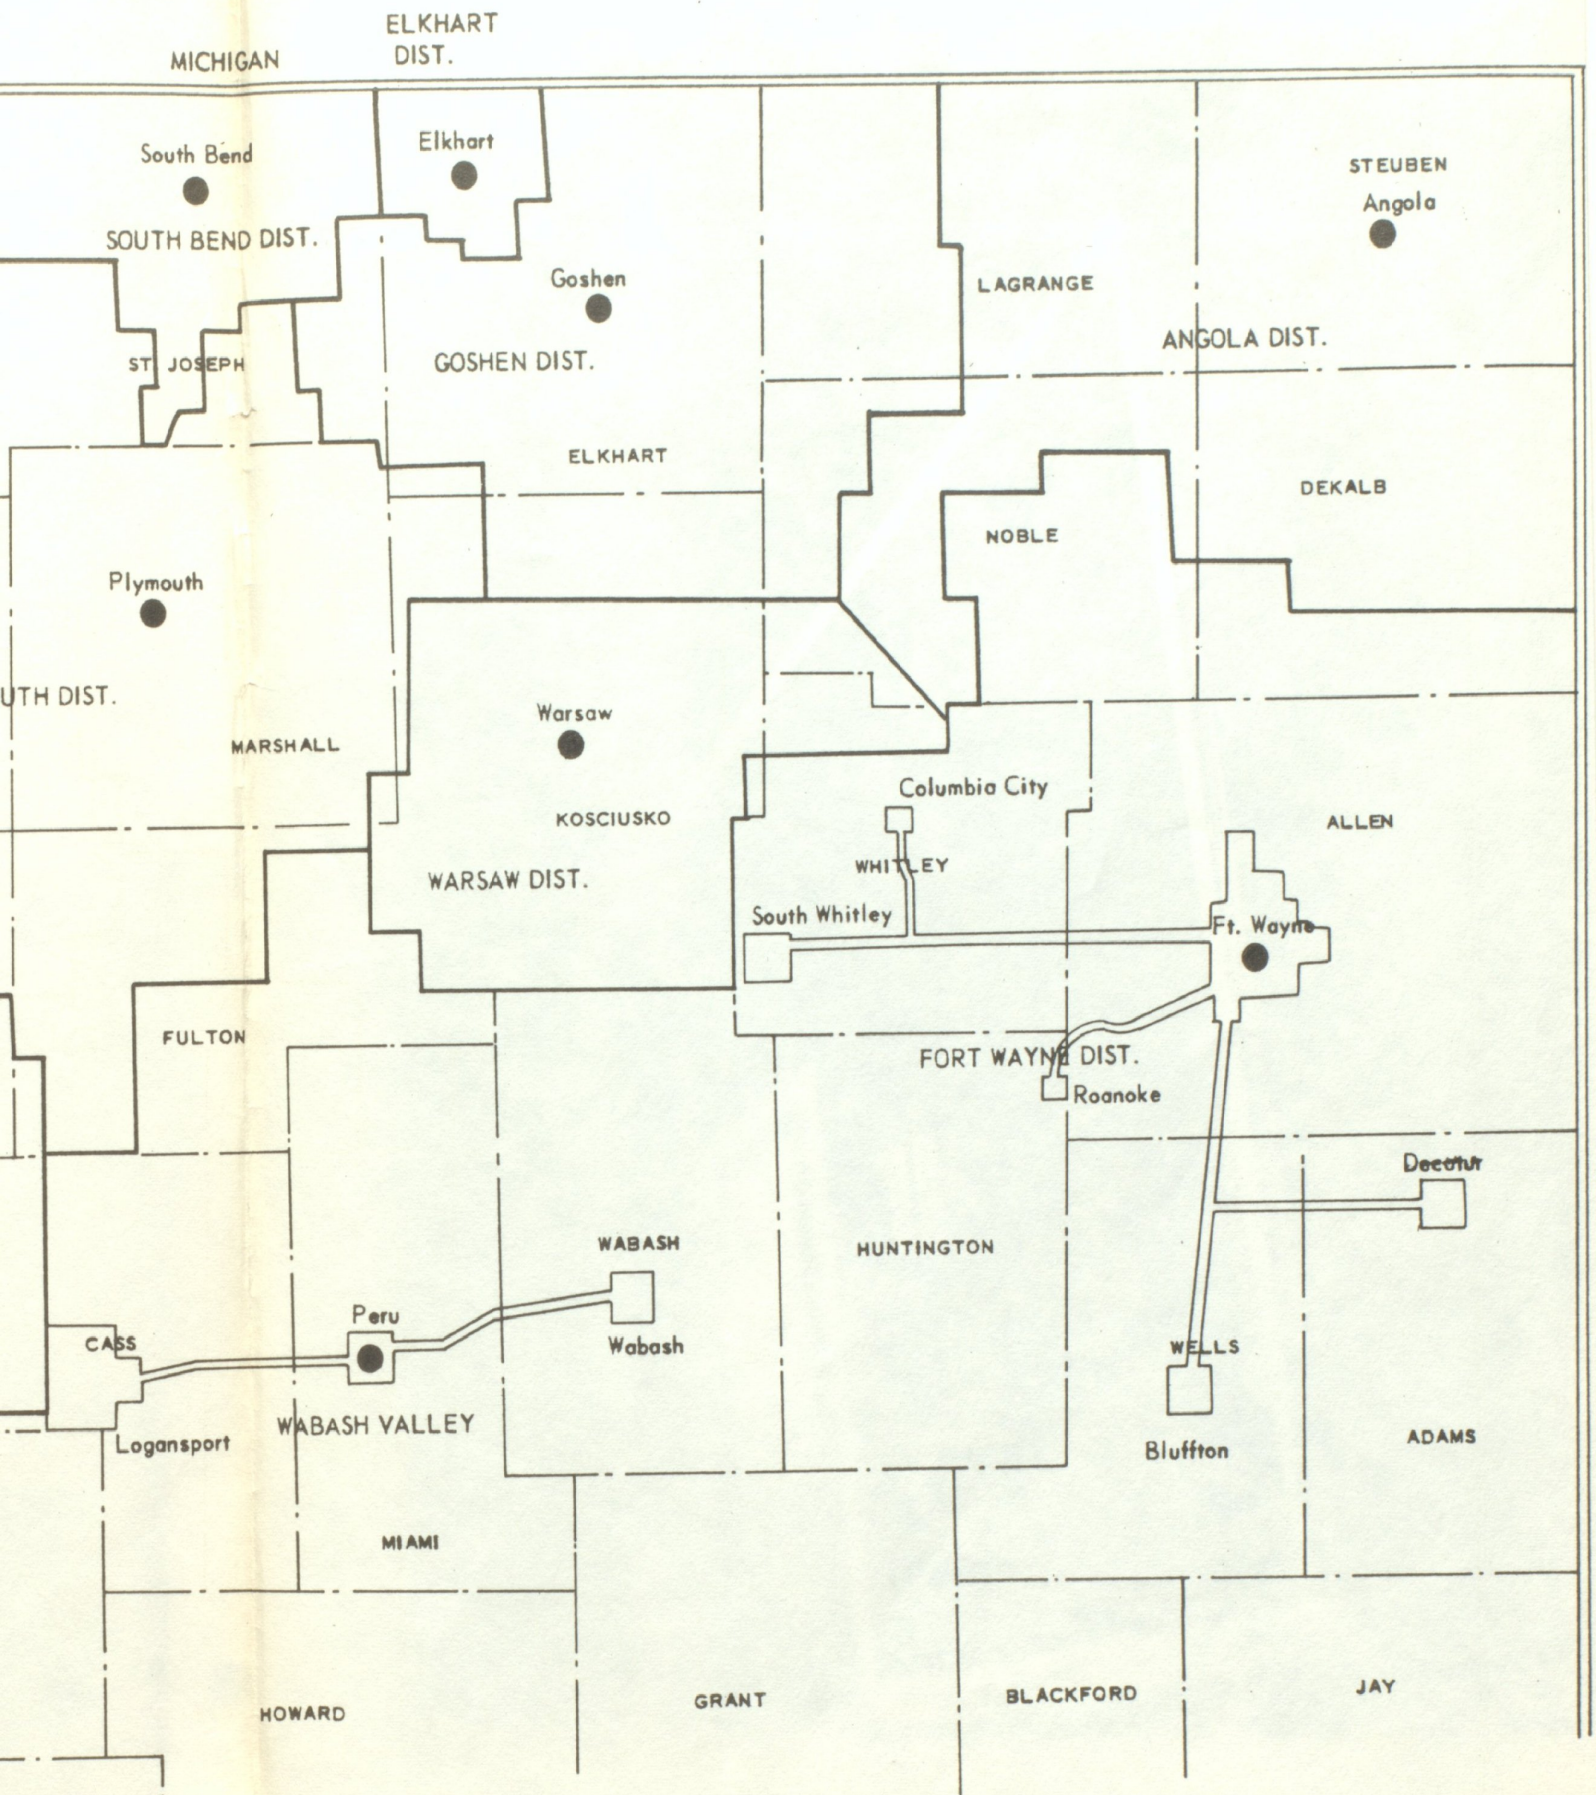 ELKHART
DIST.
MICHIGAN
South Bend
Elkhart
STEUBEN
Angola
SOUTH BEND DIST.
Goshen
LAGRANGE
ANGOLA DIST.
ST. JOSEPH
GOSHEN DIST.
ELKHART
DEKALB
NOBLE
Plymouth
UTH DIST.
Warsaw
MARSHALL
Columbia City
KOSCIUSKO
ALLEN
WHITLEY
WARSAW DIST.
South Whitley
Ft. Wayne
FULTON
FORT WAYNE DIST.
Roanoke
Decatur
WABASH
HUNTINGTON
Peru
CASS
Wabash
WELLS
WABASH VALLEY
Logansport
Bluffton
ADAMS
MIAMI
HOWARD
GRANT
BLACKFORD
JAY